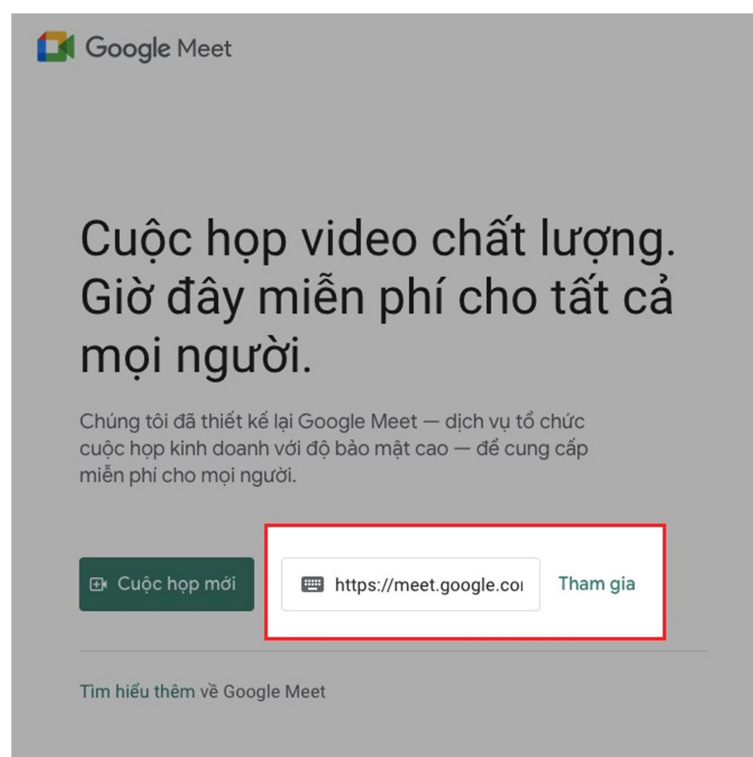 Google Meet
Cuộc họp video chất lượng.
Giờ đây miễn phí cho tất cả
mọi người.
Chúng tôi đã thiết kế lại Google Meet — dịch vụ tổ chức
cuộc họp kinh doanh với độ bảo mật cao — để cung cấp
miễn phí cho mọi người.
Cuộc họp mới
https://meet.google.co
Tham gia
Tìm hiểu thêm về Google Meet